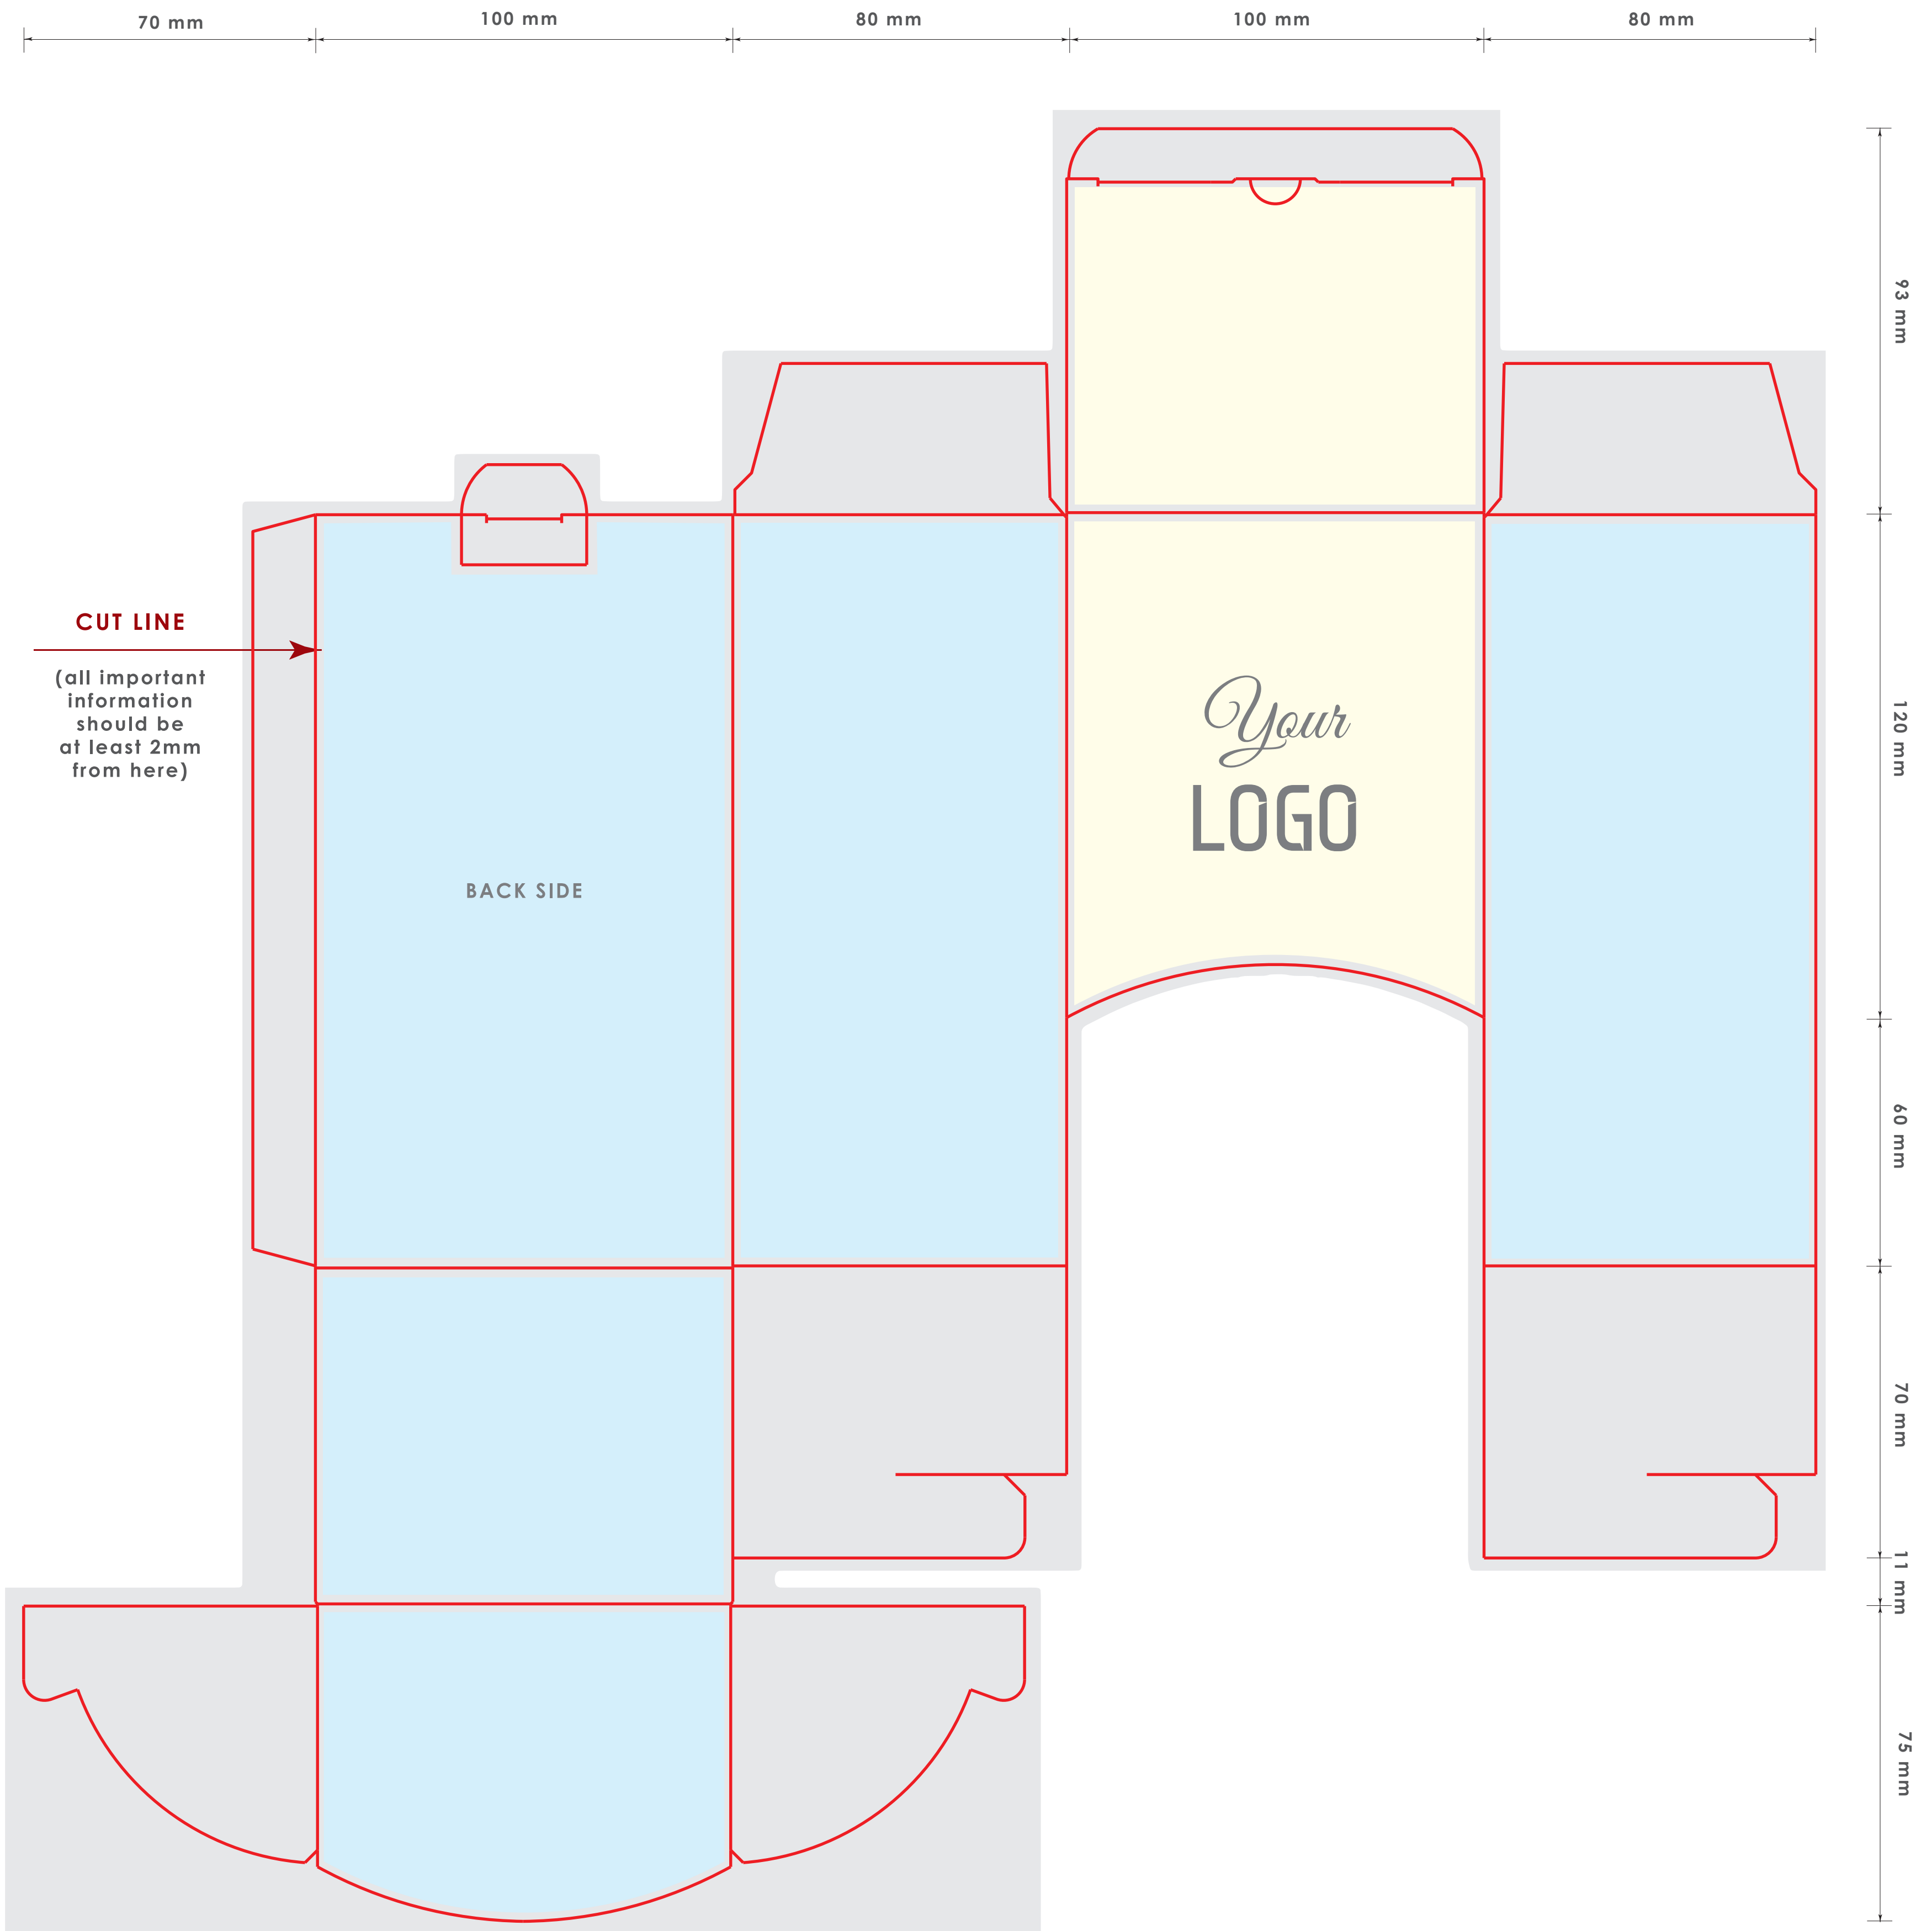 70 mm
100 mm
80 mm
100 mm
80 mm
93 mm
CUT LINE
(all important
information
should be
at least 2mm
from here)
Your
LOGO
120 mm
BACK SIDE
60 mm
70 mm
11 mm
75 mm